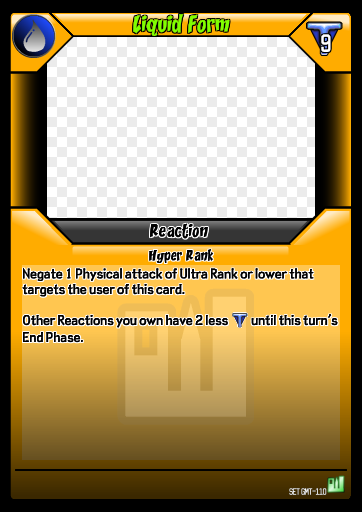 Liquid Form
9
Reaction
Hyper Rank
Negate 1 Physical attack of Ultra Rank or lower that
targets the user of this card.
Other Reactions you own have 2 less until this turn's
End Phase.
SET GMT-110